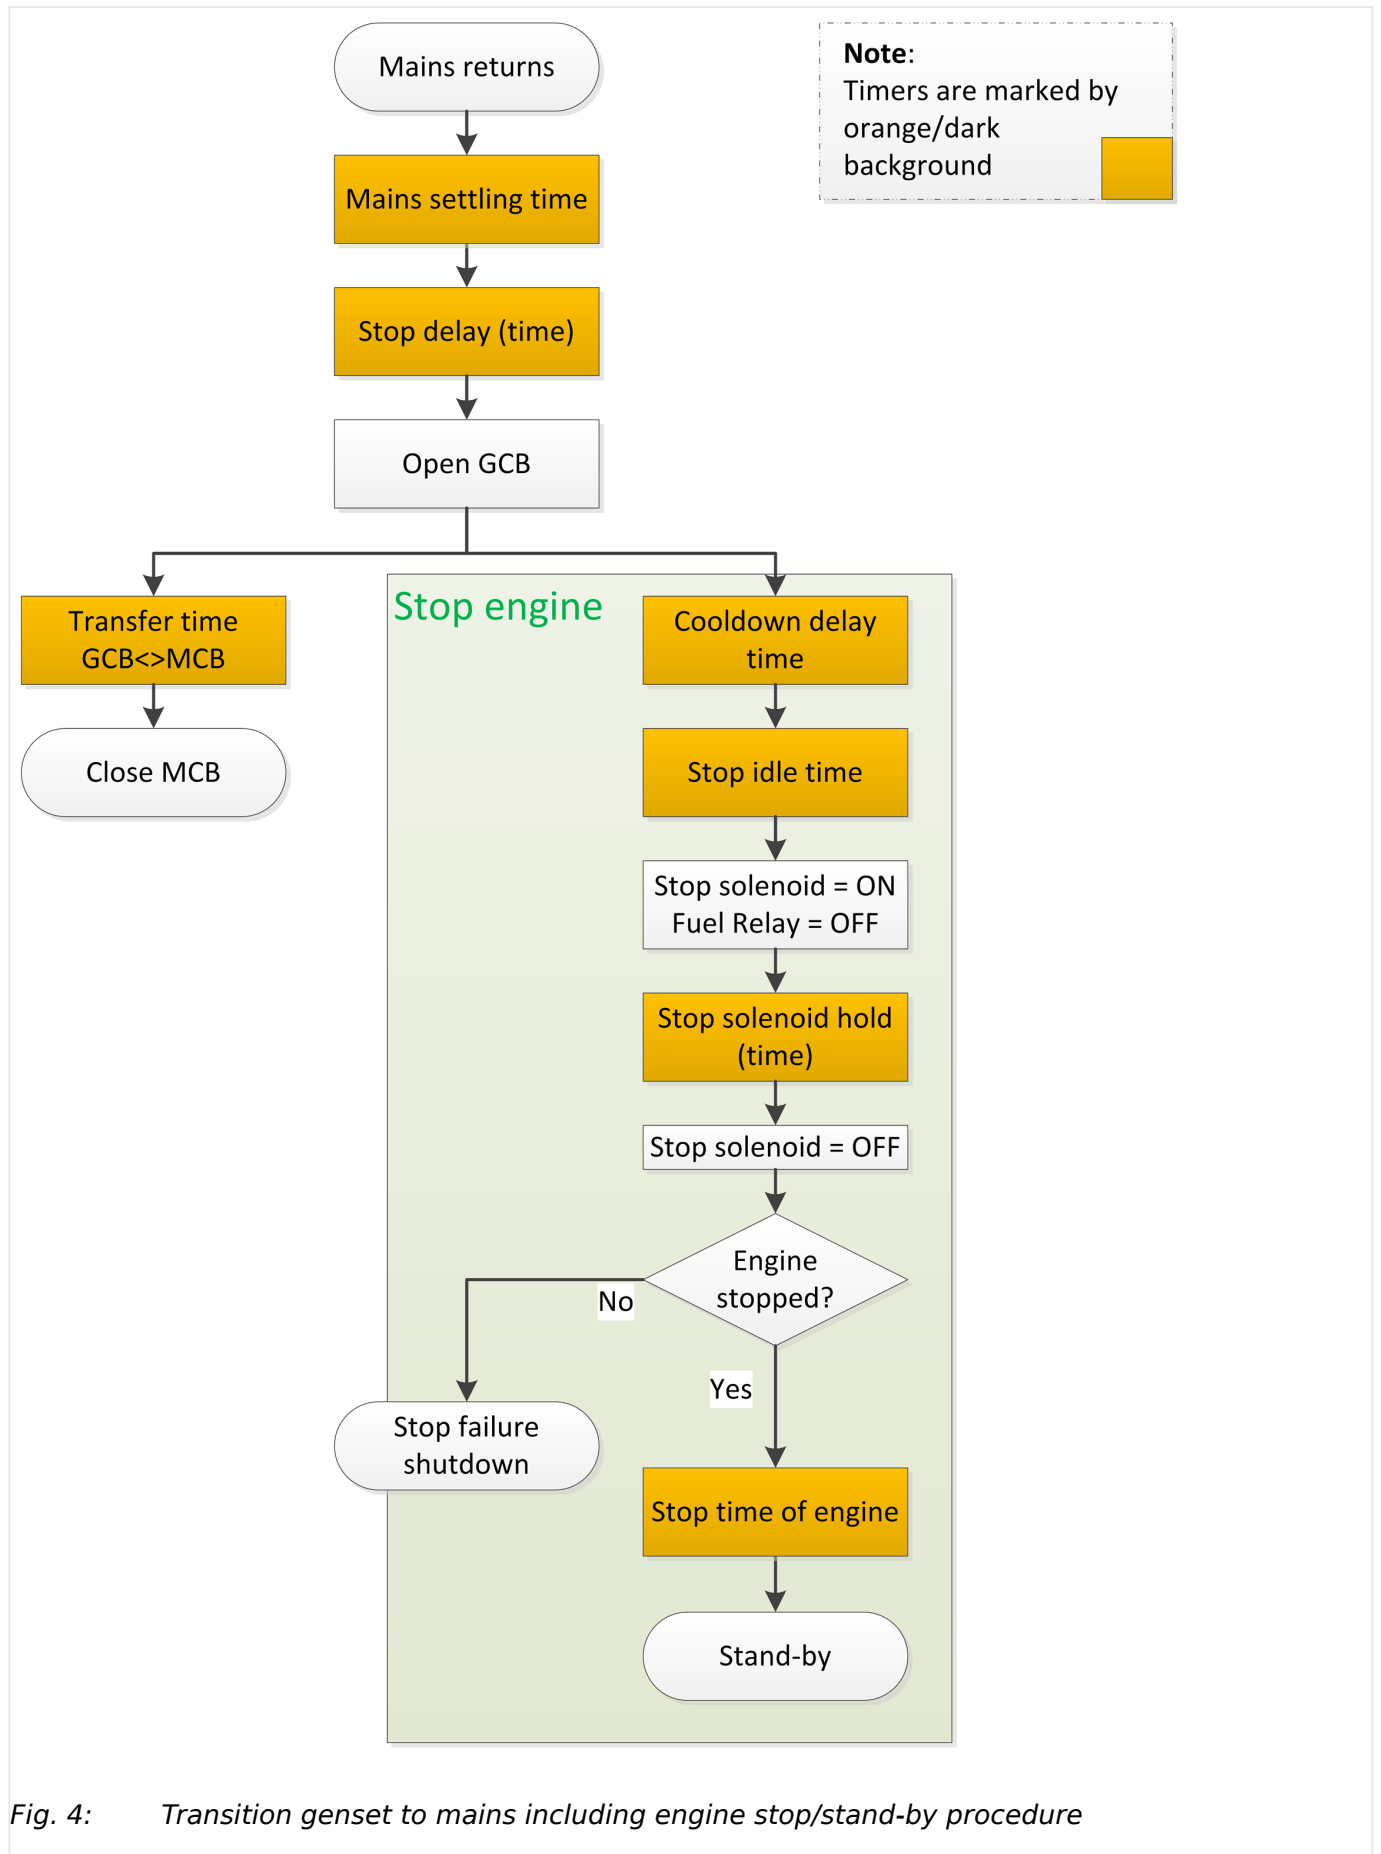 Mains returns
Note:
Timers are marked by
orange/dark
background
Mains settling time
Stop delay (time)
Open GCB
Transfer time
GCB<>MCB
Close MCB
Stop engine
Cooldown delay
time
Stop idle time
Stop solenoid = ON
Fuel Relay = OFF
Stop solenoid hold
(time)
Stop solenoid = OFF
Engine
stopped?
No
Yes
Stop failure
shutdown
Stop time of engine
Stand-by
Fig. 4: Transition genset to mains including engine stop/stand-by procedure